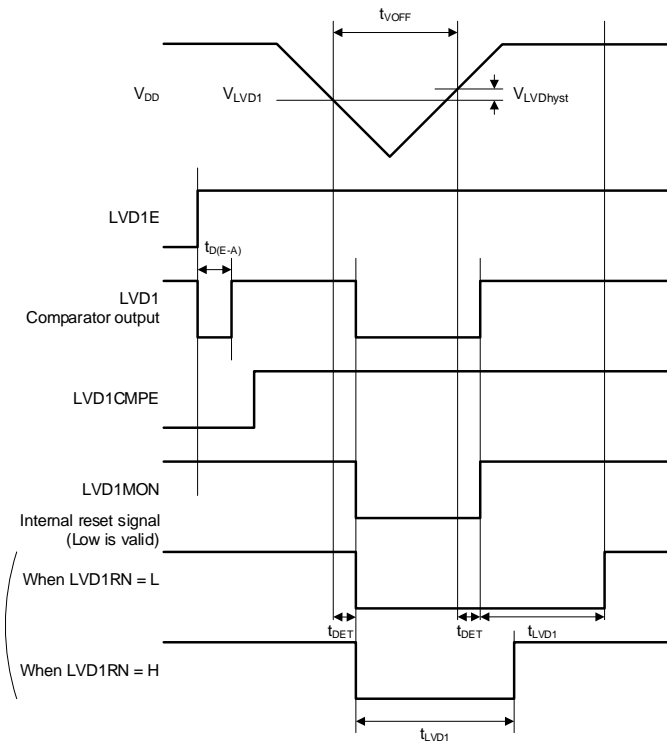 tVOFF
VDD
VLVD1
VLVDhyst
LVD1E
tD(E-A)
LVD1
Comparator output
LVD1CMPE
LVD1MON
Internal reset signal
(Low is valid)
When LVD1RN = L
tDET
tDET
tLVD1
When LVD1RN = H
tLVD1